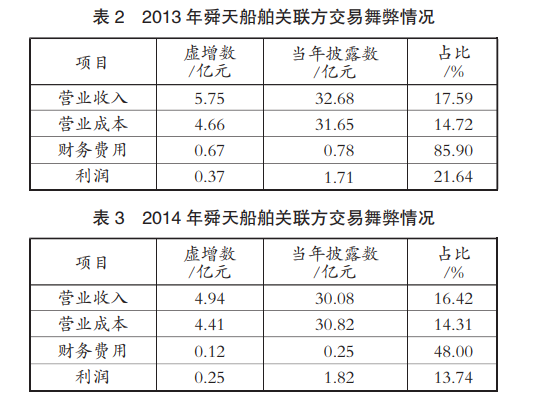 表 2 2013 年舜天船舶关联方交易舞弊情况
项目 虚增数/亿元 当年披露数/亿元 占比/%
营业收入 5.75 32.68 17.59
营业成本 4.66 31.65 14.72
财务费用 0.67 0.78 85.90
利润 0.37 1.71 21.64
表 3 2014 年舜天船舶关联方交易舞弊情况
项目 虚增数/亿元 当年披露数/亿元 占比/%
营业收入 4.94 30.08 16.42
营业成本 4.41 30.82 14.31
财务费用 0.12 0.25 48.00
利润 0.25 1.82 13.74